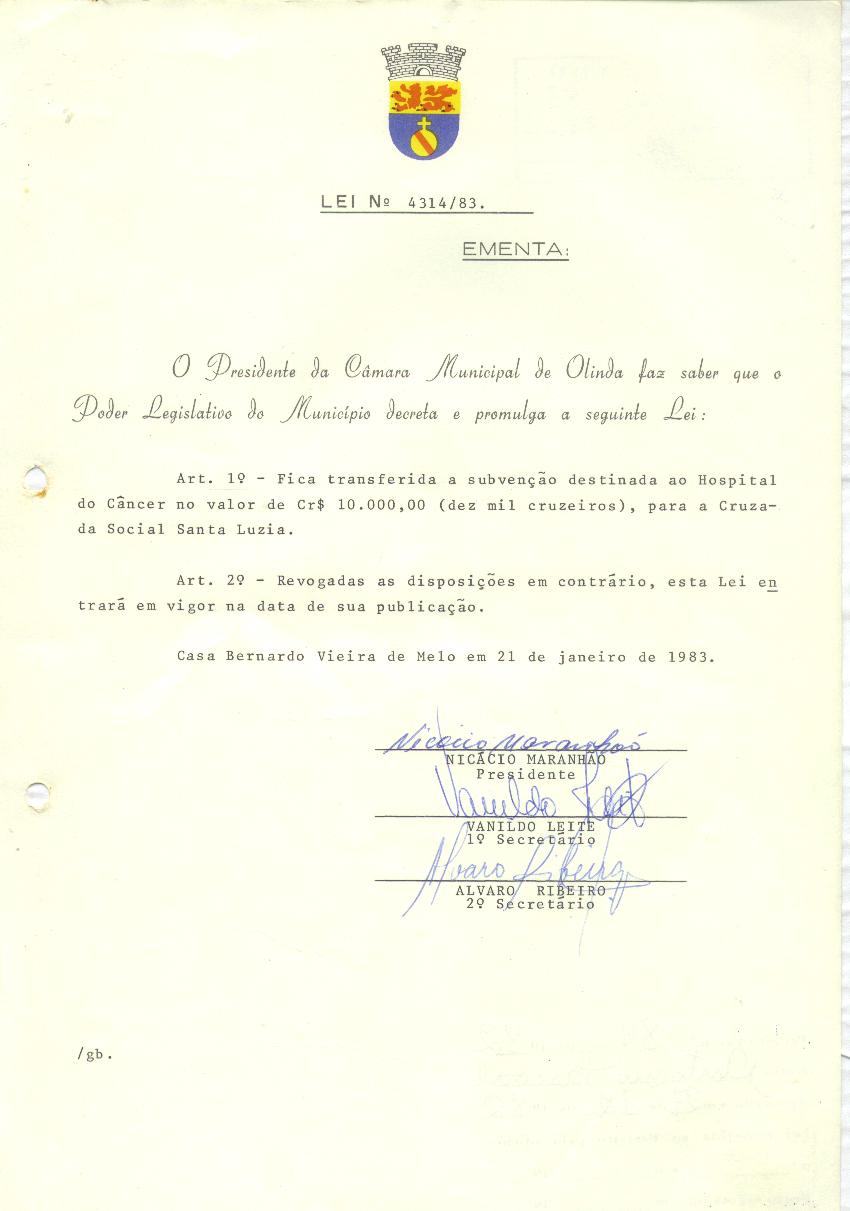 LEI Nº 4314/83.
EMENTA:
O Presidente da Câmara Municipal de Olinda faz saber que o
Poder Legislativo do Município decreta e promulga a seguinte Lei:
Art. 1º - Fica transferida a subvenção destinada ao Hospital
do Câncer no valor de Cr$ 10.000,00 (dez mil cruzeiros), para a Cruza-
da Social Santa Luzia.
Art. 2º - Revogadas as disposições em contrário, esta Lei en
trará em vigor na data de sua publicação.
Casa Bernardo Vieira de Melo em 21 de janeiro de 1983.
Nicácio Maranhão
NICÁCIO MARANHÃO
Presidente
Vanildo Leite
VANILDO LEITE
1º Secretário
Alvaro Ribeiro
ALVARO RIBEIRO
2º Secretário
/gb.